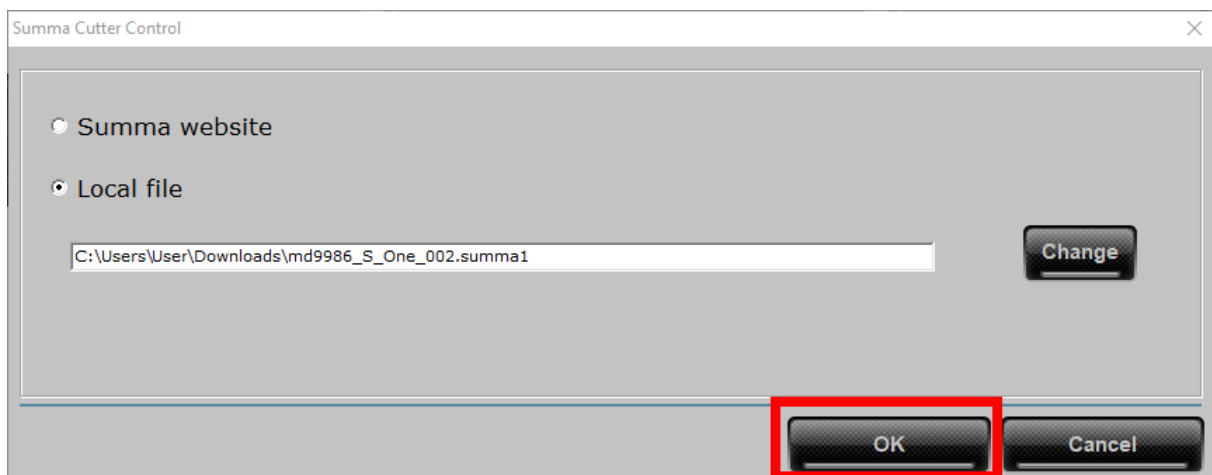 Summa Cutter Control
Summa website
Local file
C:\Users\User\Downloads\md9986_S_One_002.summa1
Change
OK
Cancel